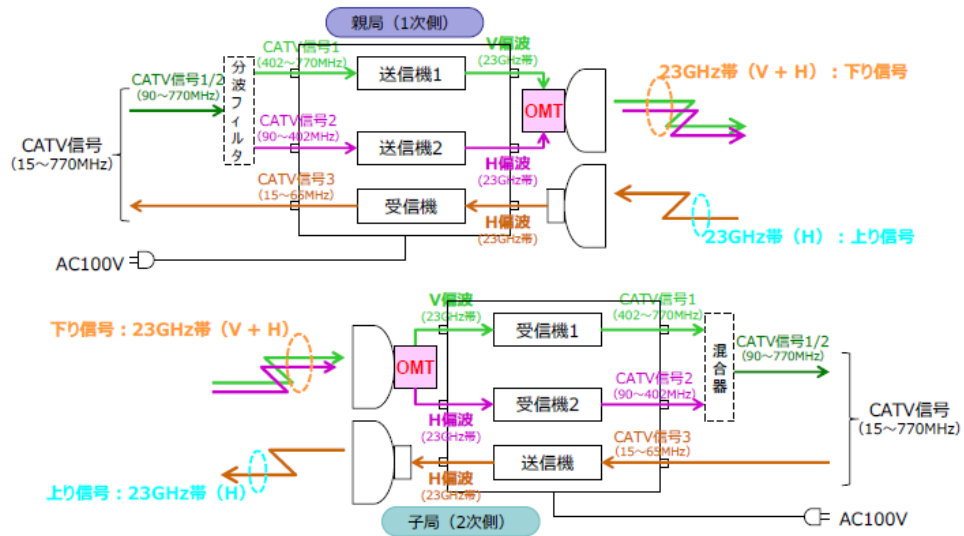 親局（1次側）
CATV信号1
(402～770MHz)
V偏波
(23GHz帯)
CATV信号1/2
(90～770MHz)
分波フィルタ
送信機1
OMT
23GHz帯（V + H）：下り信号
CATV信号
(15～770MHz)
CATV信号2
(90～402MHz)
送信機2
H偏波
(23GHz帯)
CATV信号3
(15～65MHz)
受信機
H偏波
(23GHz帯)
23GHz帯（H）：上り信号
AC100V
下り信号：23GHz帯（V + H）
V偏波
(23GHz帯)
CATV信号1
(402～770MHz)
受信機1
OMT
混合器
CATV信号1/2
(90～770MHz)
H偏波
(23GHz帯)
受信機2
CATV信号2
(90～402MHz)
CATV信号
(15～770MHz)
送信機
CATV信号3
(15～65MHz)
H偏波
(23GHz帯)
上り信号：23GHz帯（H）
子局（2次側）
AC100V